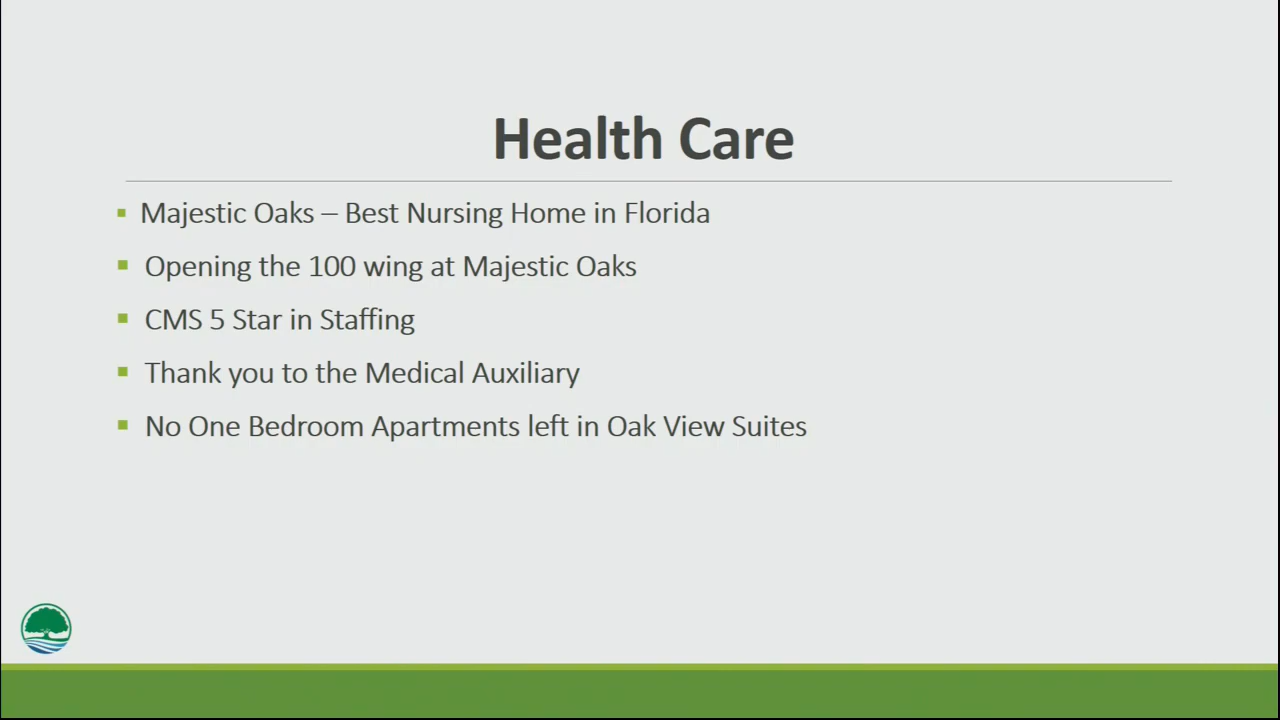 Health Care
Majestic Oaks – Best Nursing Home in Florida
Opening the 100 wing at Majestic Oaks
CMS 5 Star in Staffing
Thank you to the Medical Auxiliary
No One Bedroom Apartments left in Oak View Suites